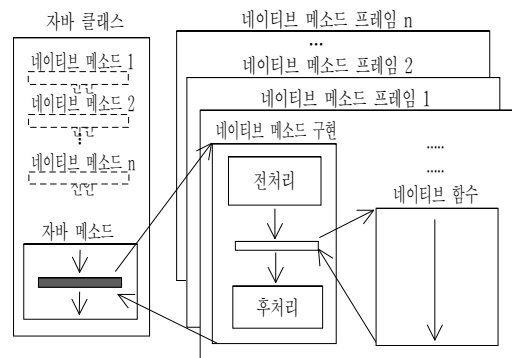 자바 클래스
네이티브 메소드 1
네이티브 메소드 2
⋮
네이티브 메소드 n
자바 메소드
네이티브 메소드 프레임 n
...
네이티브 메소드 프레임 2
네이티브 메소드 프레임 1
네이티브 메소드 구현
전처리
후처리
.....
.....
네이티브 함수